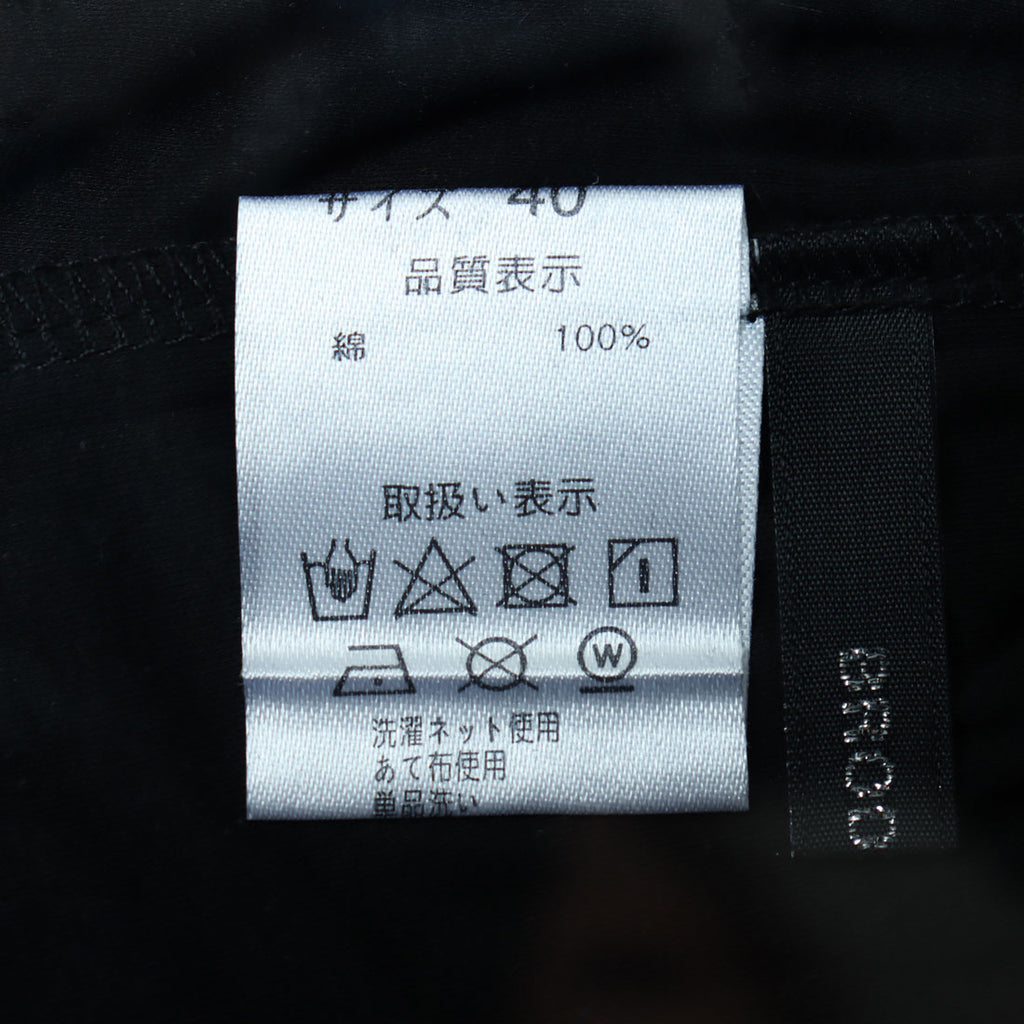 サイズ 40
品質表示
綿 100%
取扱い表示
W
洗濯ネット使用
あて布使用
単品洗い